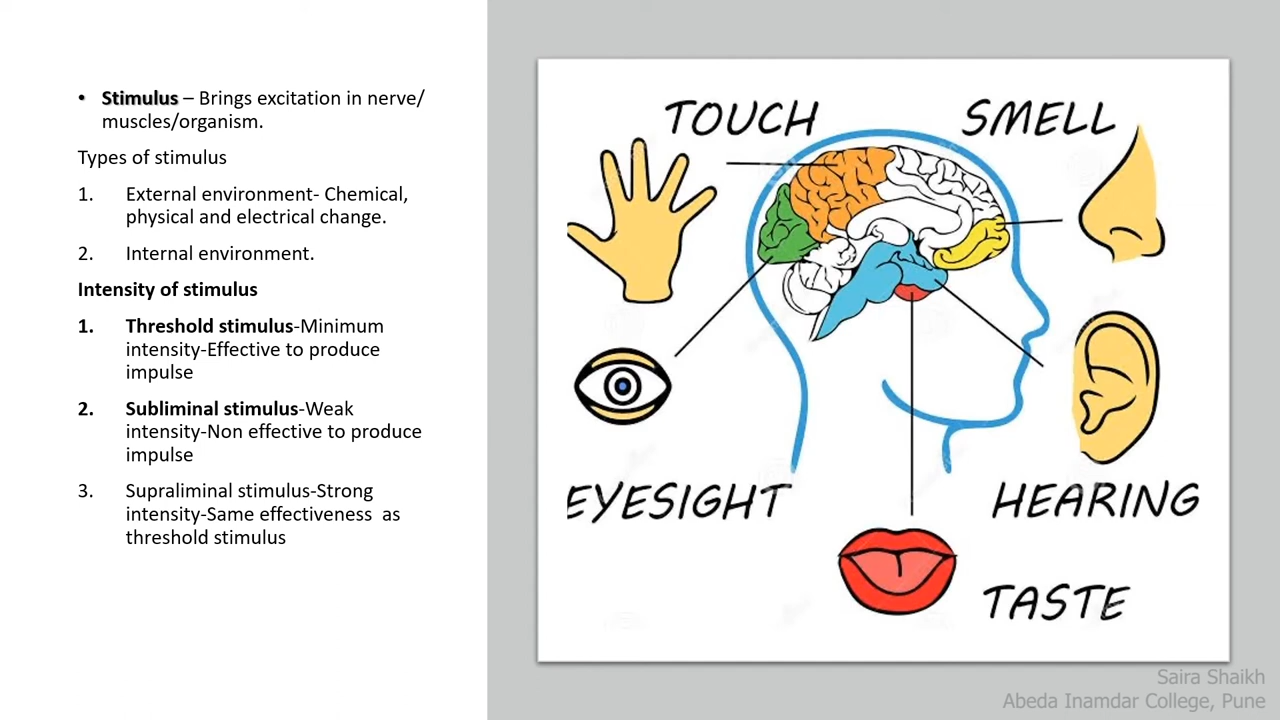 • Stimulus – Brings excitation in nerve/
muscles/organism.
Types of stimulus
1. External environment- Chemical,
physical and electrical change.
2. Internal environment.
Intensity of stimulus
1. Threshold stimulus-Minimum
intensity-Effective to produce
impulse
2. Subliminal stimulus-Weak
intensity-Non effective to produce
impulse
3. Supraliminal stimulus-Strong
intensity-Same effectiveness as
threshold stimulus
TOUCH
SMELL
EYESIGHT
HEARING
TASTE
Saira Shaikh
Abeda Inamdar College, Pune